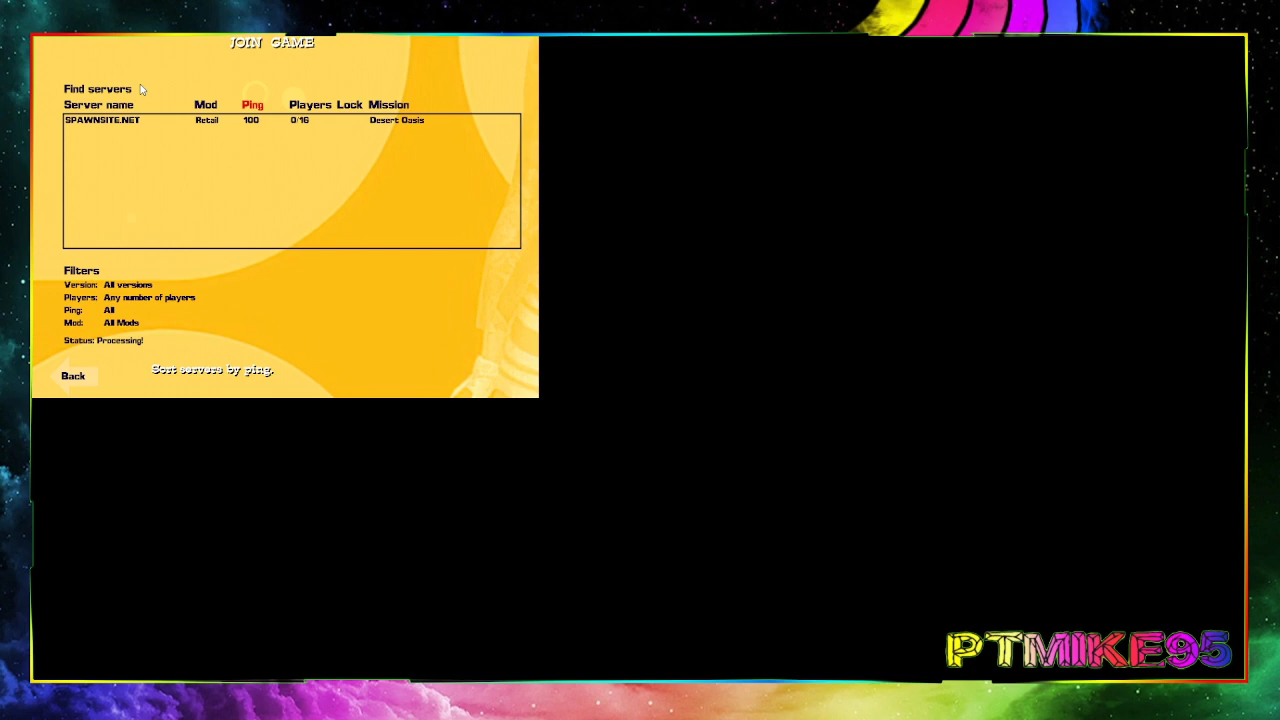 JOIN GAME
Find servers
Server name Mod Ping Players Lock Mission
SPAWNSITE.NET Retail 100 0/16 Desert Oasis
Filters
Version: All versions
Players: Any number of players
Ping: All
Mod: All Mods
Status: Processing!
Sort servers by ping.
Back
PTMIKE95